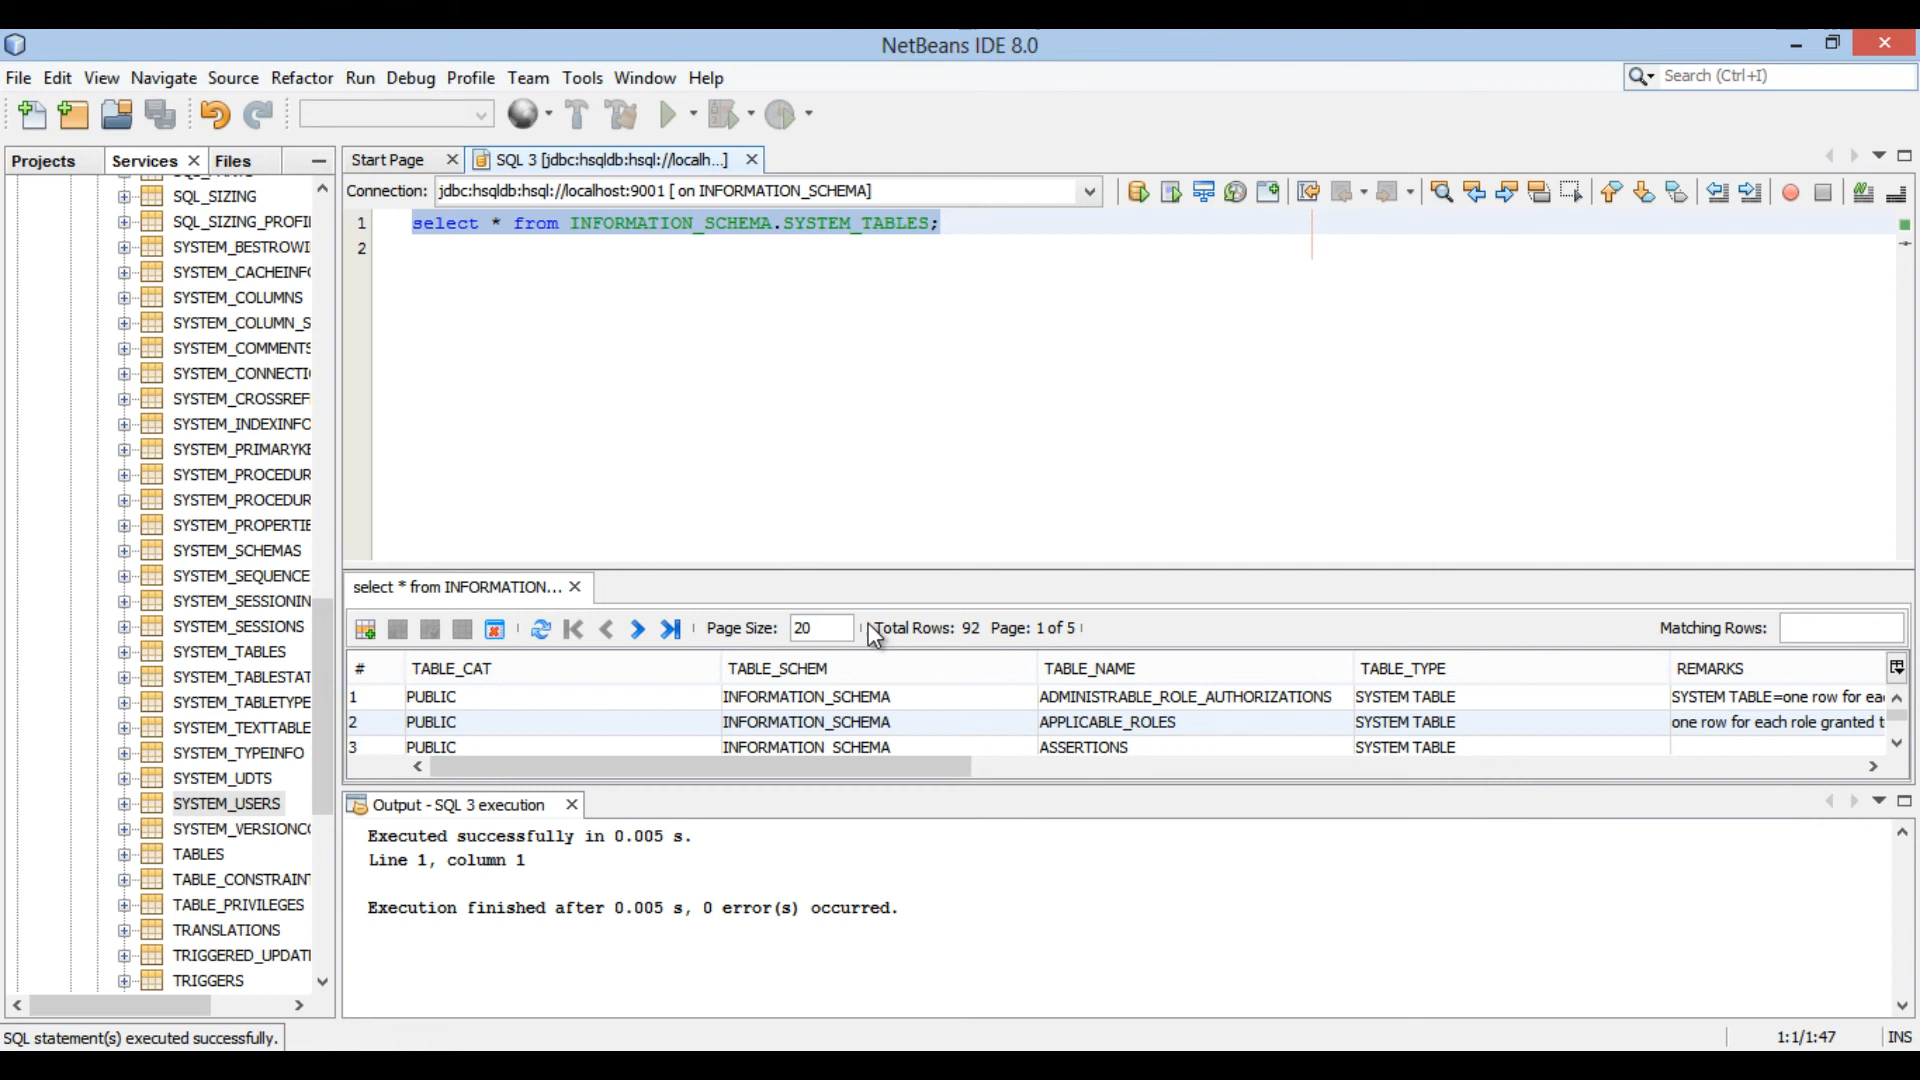 NetBeans IDE 8.0
File Edit View Navigate Source Refactor Run Debug Profile Team Tools Window Help
Search (Ctrl+I)
Projects Services Files
SQL_SIZING
SQL_SIZING_PROFI
SYSTEM_BESTROWI
SYSTEM_CACHEINFO
SYSTEM_COLUMNS
SYSTEM_COLUMN_S
SYSTEM_COMMENTS
SYSTEM_CONNECTI
SYSTEM_CROSSREF
SYSTEM_INDEXINFO
SYSTEM_PRIMARYKE
SYSTEM_PROCEDUR
SYSTEM_PROCEDUR
SYSTEM_PROPERTIE
SYSTEM_SCHEMAS
SYSTEM_SEQUENCE
SYSTEM_SESSIONIN
SYSTEM_SESSIONS
SYSTEM_TABLES
SYSTEM_TABLESTAT
SYSTEM_TABLETYPE
SYSTEM_TEXTTABLE
SYSTEM_TYPEINFO
SYSTEM_UDTS
SYSTEM_USERS
SYSTEM_VERSIONCO
TABLES
TABLE_CONSTRAINT
TABLE_PRIVILEGES
TRANSLATIONS
TRIGGERED_UPDATE
TRIGGERS
Start Page SQL 3 [jdbc:hsqldb:hsql://localh...]
Connection: jdbc:hsqldb:hsql://localhost:9001 [ on INFORMATION_SCHEMA]
1 select * from INFORMATION_SCHEMA.SYSTEM_TABLES;
2
select * from INFORMATION...
Page Size: 20 Total Rows: 92 Page: 1 of 5 Matching Rows:
# TABLE_CAT TABLE_SCHEM TABLE_NAME TABLE_TYPE REMARKS
1 PUBLIC INFORMATION_SCHEMA ADMINISTRABLE_ROLE_AUTHORIZATIONS SYSTEM TABLE SYSTEM TABLE=one row for ea
2 PUBLIC INFORMATION_SCHEMA APPLICABLE_ROLES SYSTEM TABLE one row for each role granted t
3 PUBLIC INFORMATION_SCHEMA ASSERTIONS SYSTEM TABLE
Output - SQL 3 execution
Executed successfully in 0.005 s.
Line 1, column 1
Execution finished after 0.005 s, 0 error(s) occurred.
SQL statement(s) executed successfully.
1:1/1:47 INS